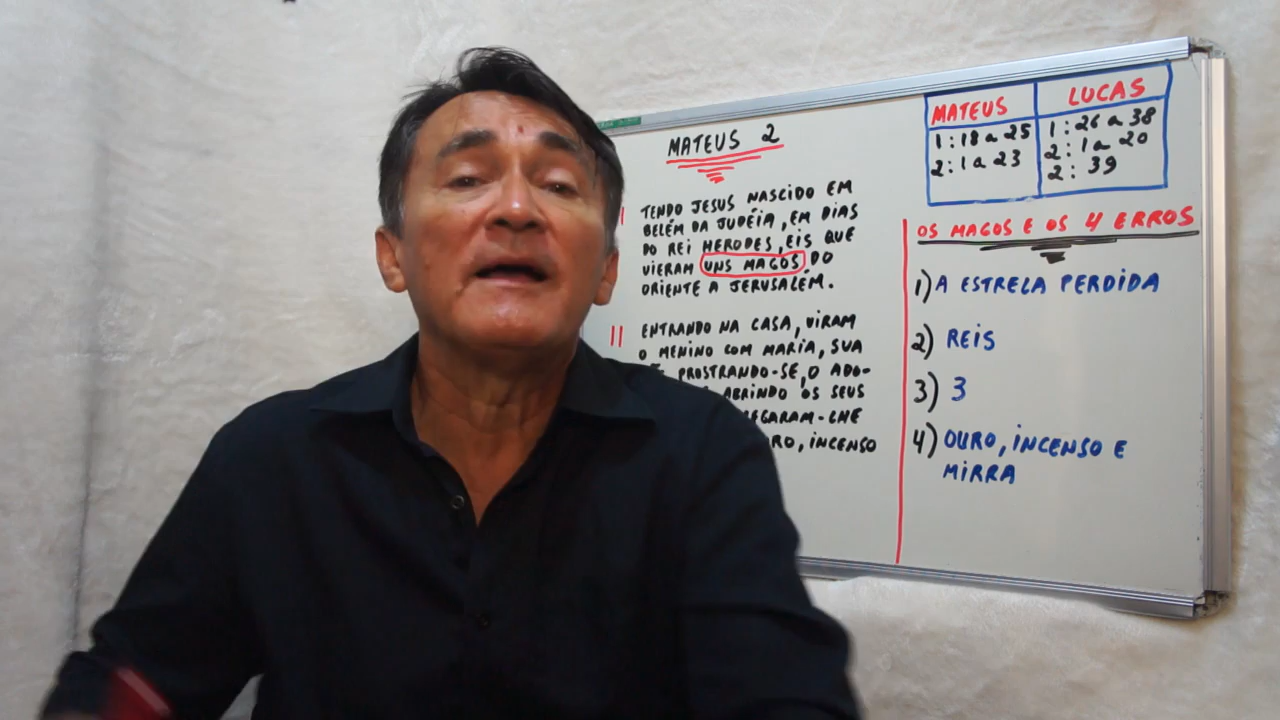 MATEUS 2
I TENDO JESUS NASCIDO EM
BELÉM DA JUDÉIA, EM DIAS
DO REI HERODES, EIS QUE
VIERAM UNS MAGOS DO
ORIENTE A JERUSALÉM.
II ENTRANDO NA CASA, VIRAM
O MENINO COM MARIA, SUA
PROSTRANDO-SE, O ADO-
ABRINDO OS SEUS
EGARAM-LHE
RO, INCENSO
MATEUS LUCAS
1:18 a 25 1:26 a 38
2:1 a 23 2:1 a 20
2:39
OS MAGOS E OS 4 ERROS
1) A ESTRELA PERDIDA
2) REIS
3) 3
4) OURO, INCENSO E
MIRRA